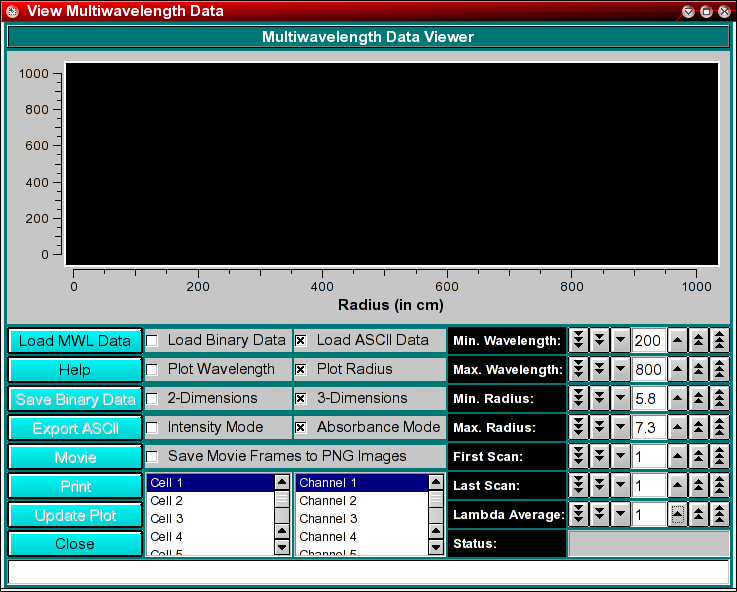 View Multiwavelength Data
Multiwavelength Data Viewer
1000
800
600
400
200
0
0 200 400 600 800 1000
Radius (in cm)
Load MWL Data Load Binary Data Load ASCII Data Min. Wavelength: 200
Help Plot Wavelength Plot Radius Max. Wavelength: 800
Save Binary Data 2-Dimensions 3-Dimensions Min. Radius: 5.8
Export ASCII Intensity Mode Absorbance Mode Max. Radius: 7.3
Movie Save Movie Frames to PNG Images First Scan: 1
Print Cell 1 Channel 1 Last Scan: 1
Cell 2 Channel 2
Update Plot Cell 3 Channel 3 Lambda Average: 1
Close Cell 4 Channel 4 Status:
Cell 5 Channel 5